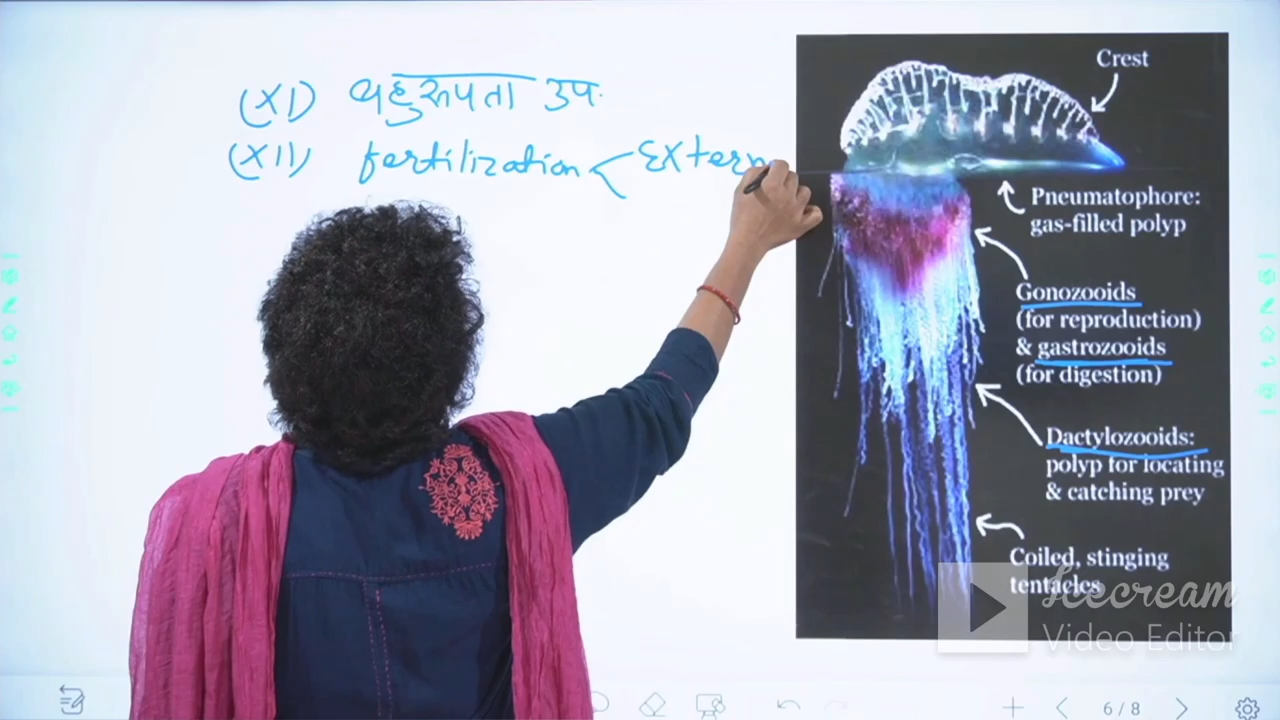 (XI) बहुरूपता उप.
(XII) fertilization < Extern
Crest
Pneumatophore:
gas-filled polyp
Gonozooids
(for reproduction)
& gastrozooids
(for digestion)
Dactylozooids:
polyp for locating
& catching prey
Coiled, stinging
tentacles
Icecream
Video Editor
6 / 8